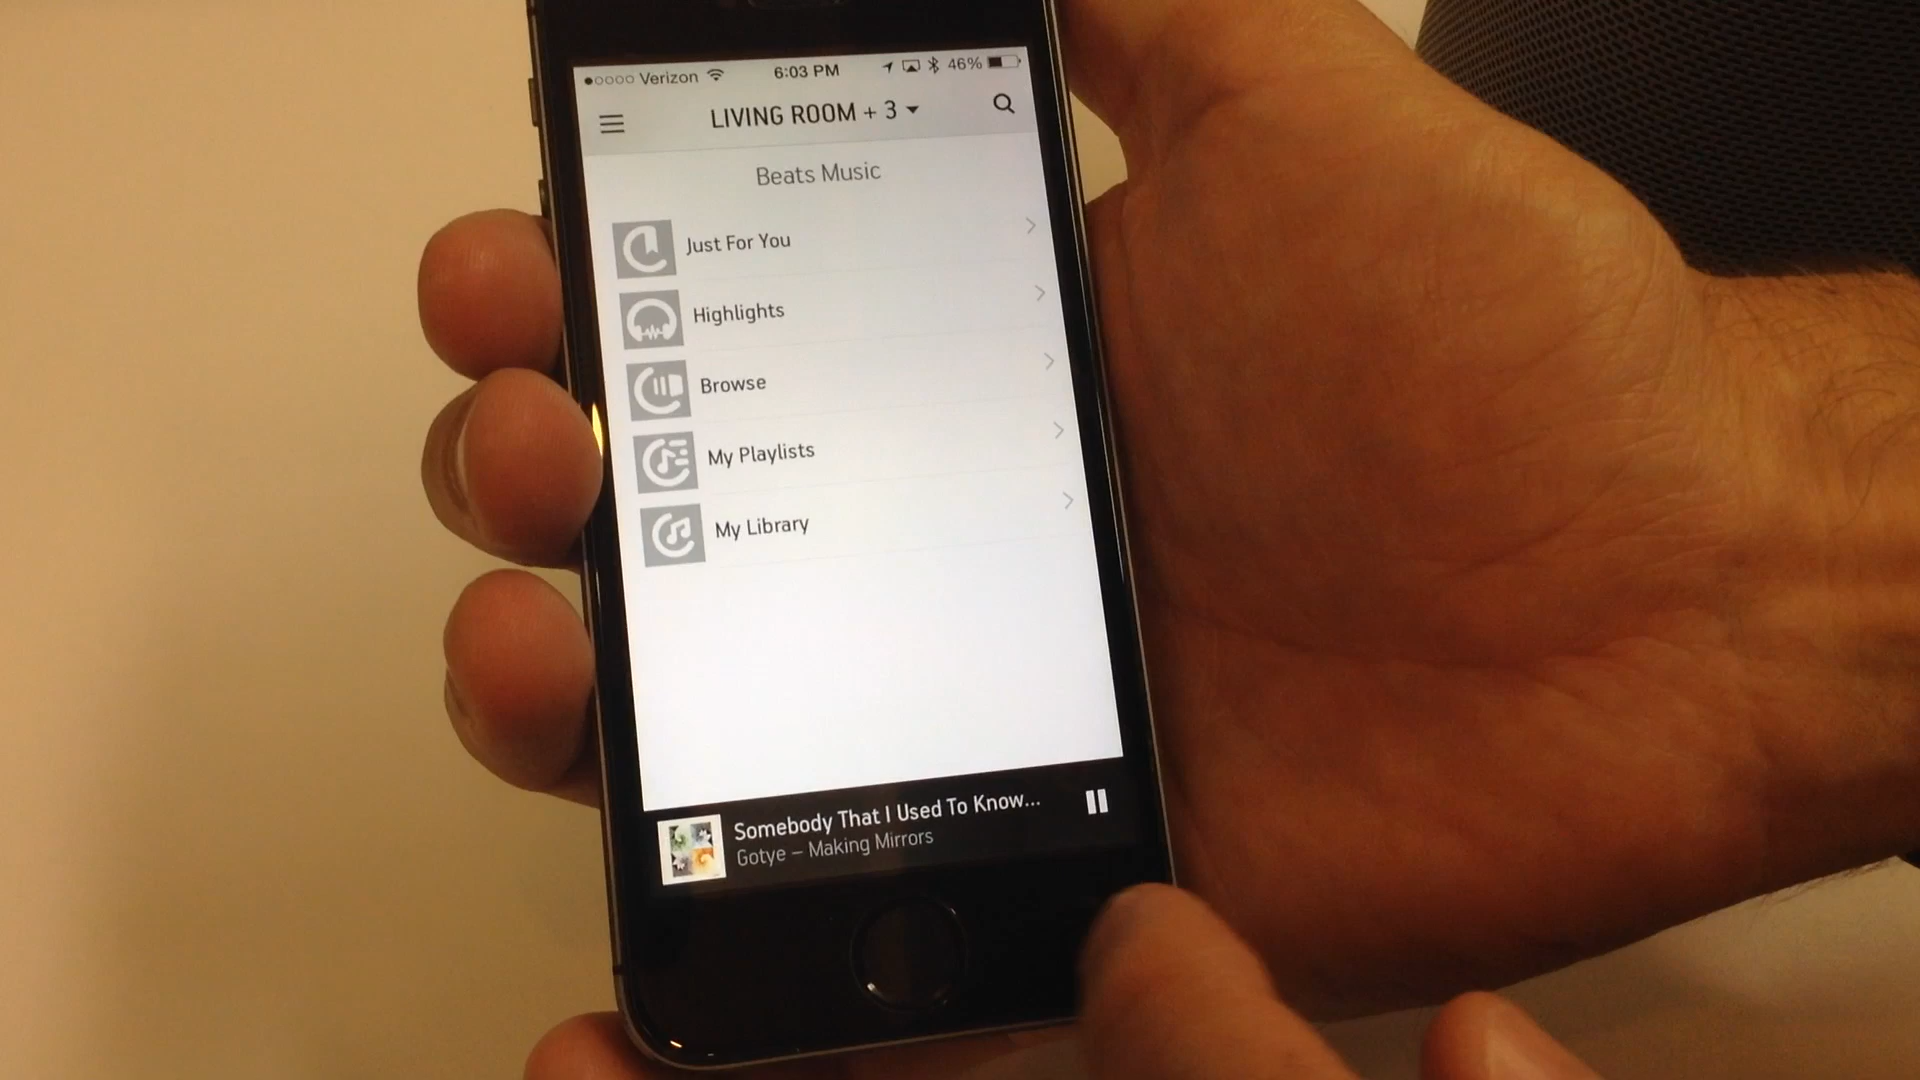 Verizon 6:03 PM 46%
LIVING ROOM + 3
Beats Music
Just For You
Highlights
Browse
My Playlists
My Library
Somebody That I Used To Know...
Gotye – Making Mirrors